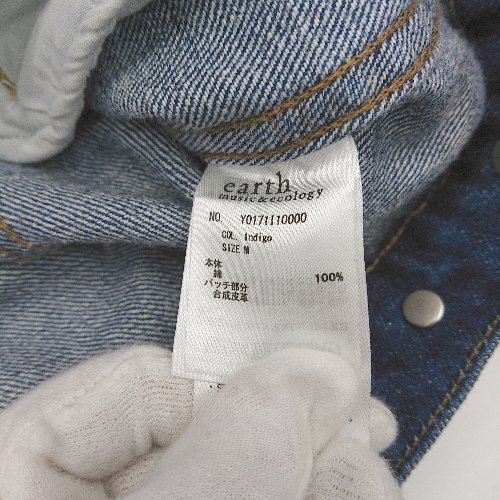 earth
music&ecology
NO. Y0171110000
COL. Indigo
SIZE M
本体
綿 100%
パッチ部分
合成皮革